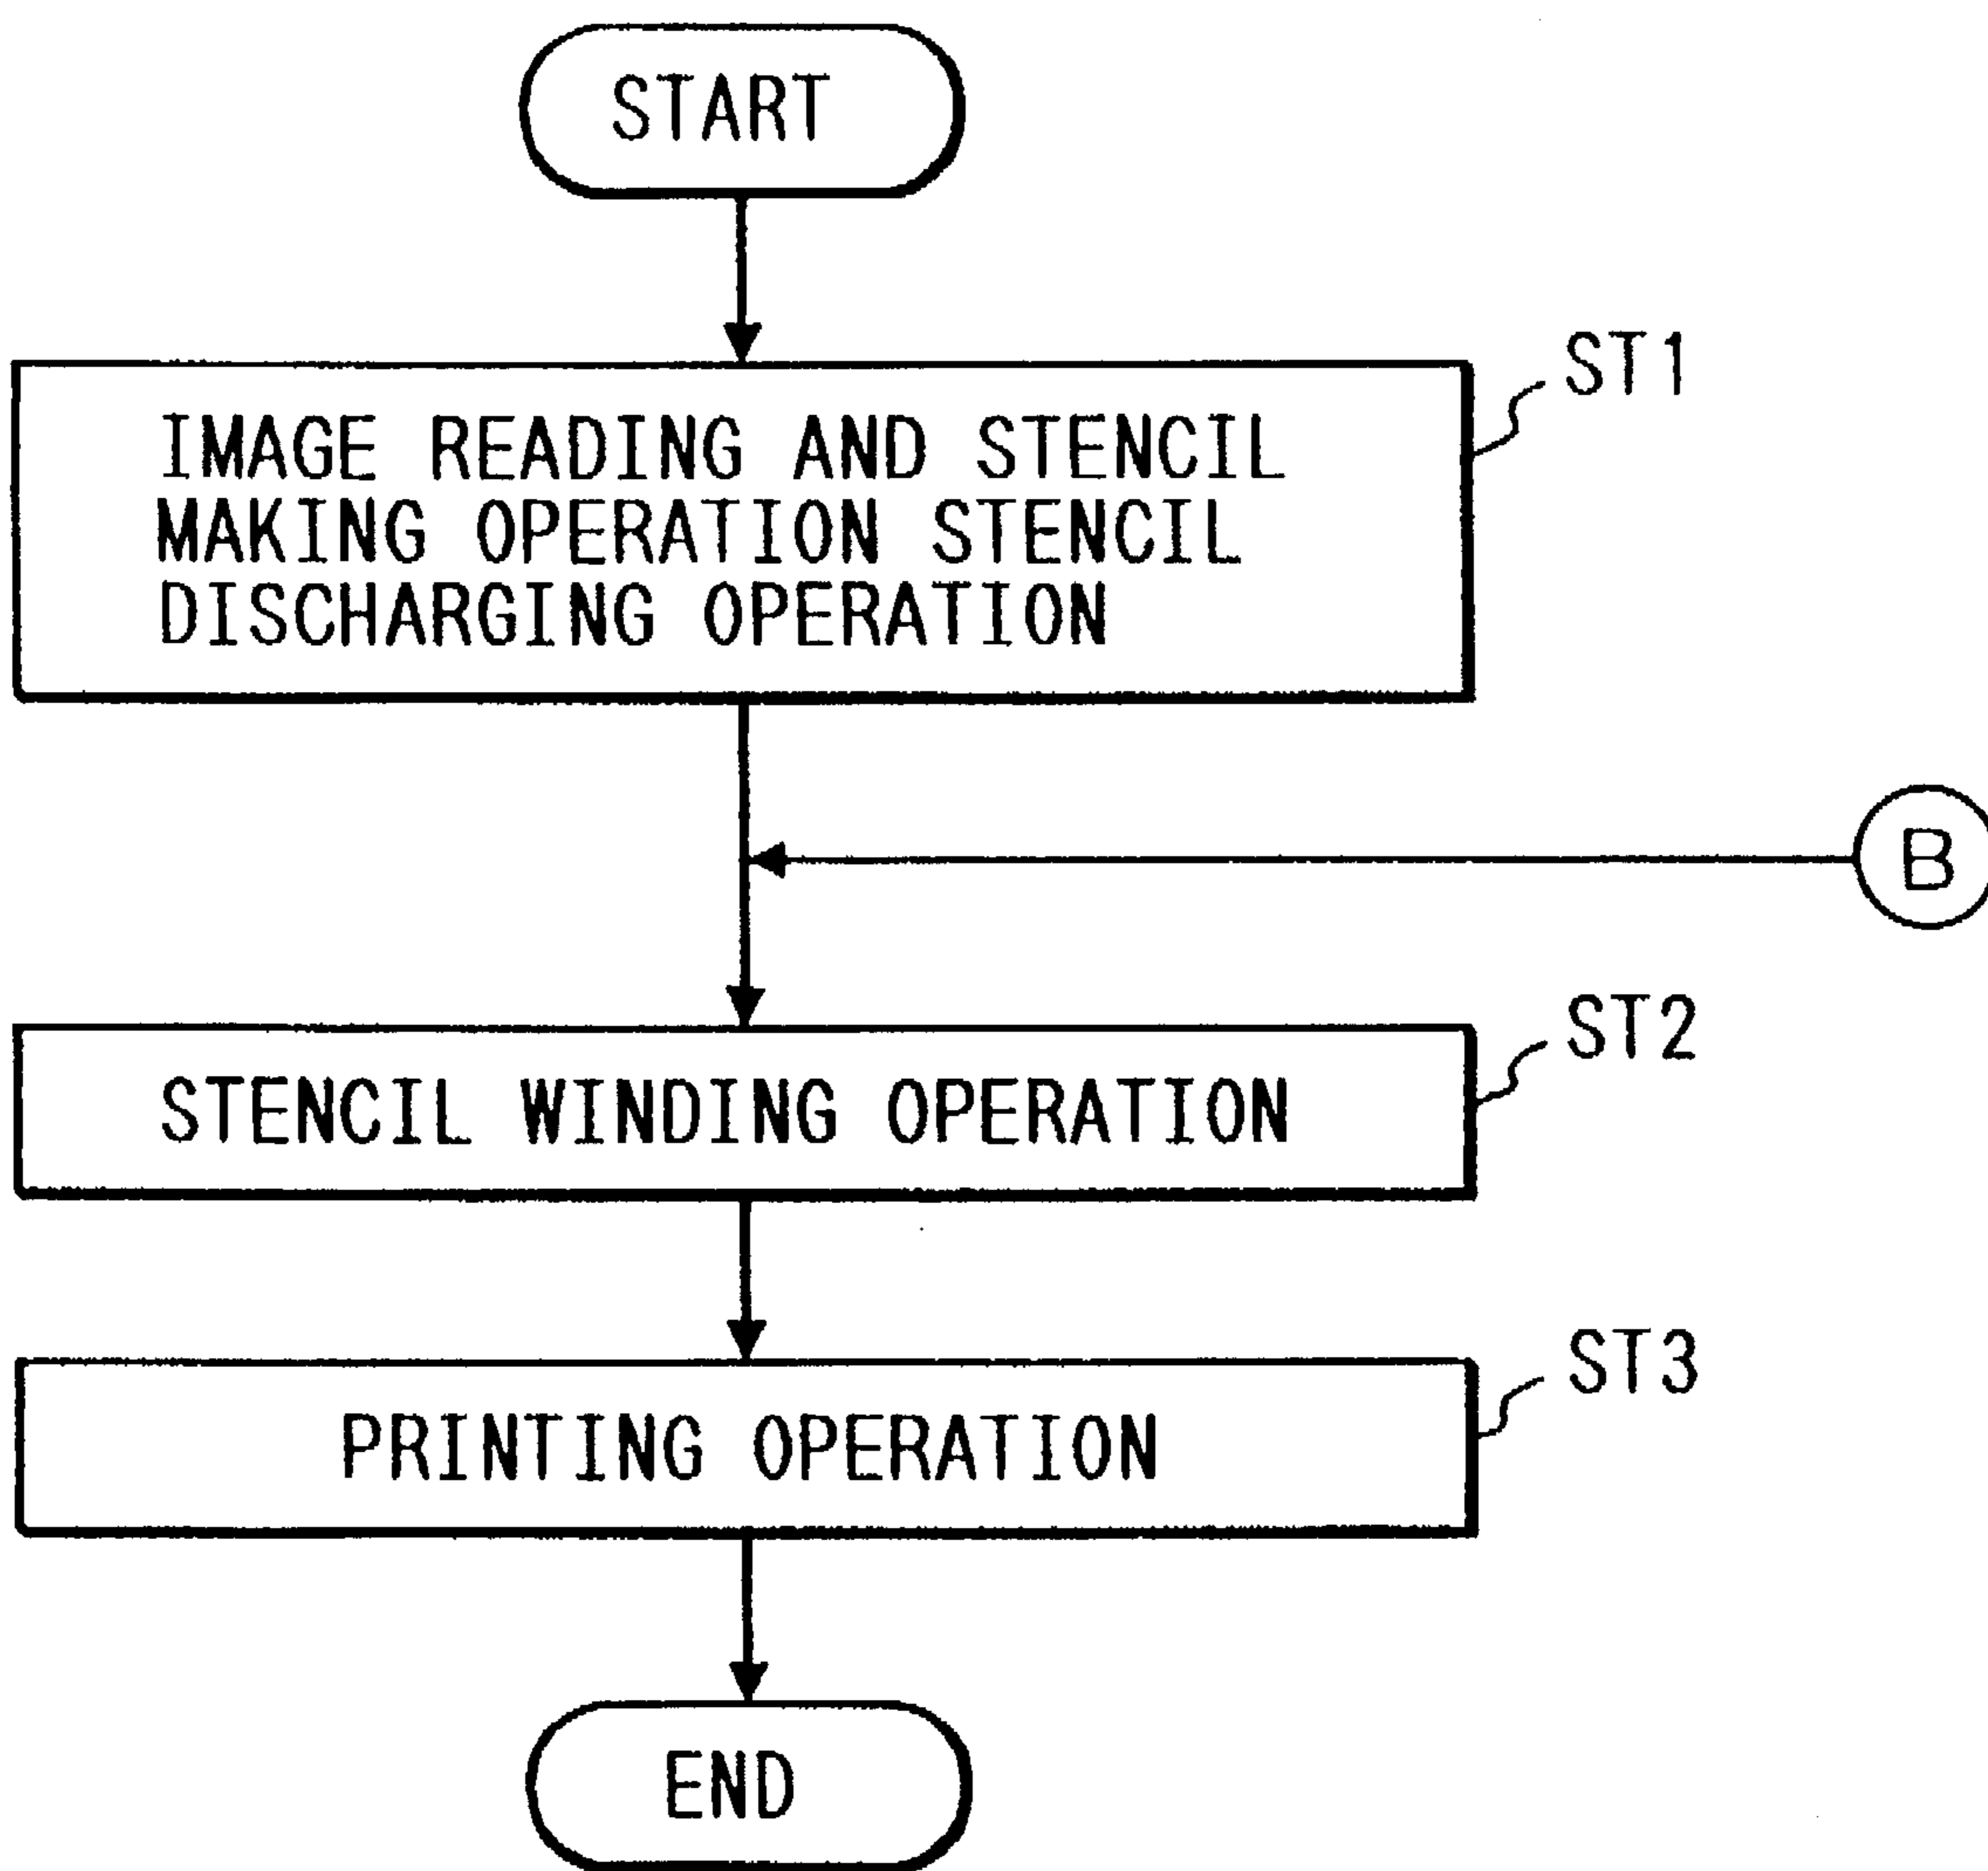 START
ST1
IMAGE READING AND STENCIL
MAKING OPERATION STENCIL
DISCHARGING OPERATION
B
ST2
STENCIL WINDING OPERATION
ST3
PRINTING OPERATION
END